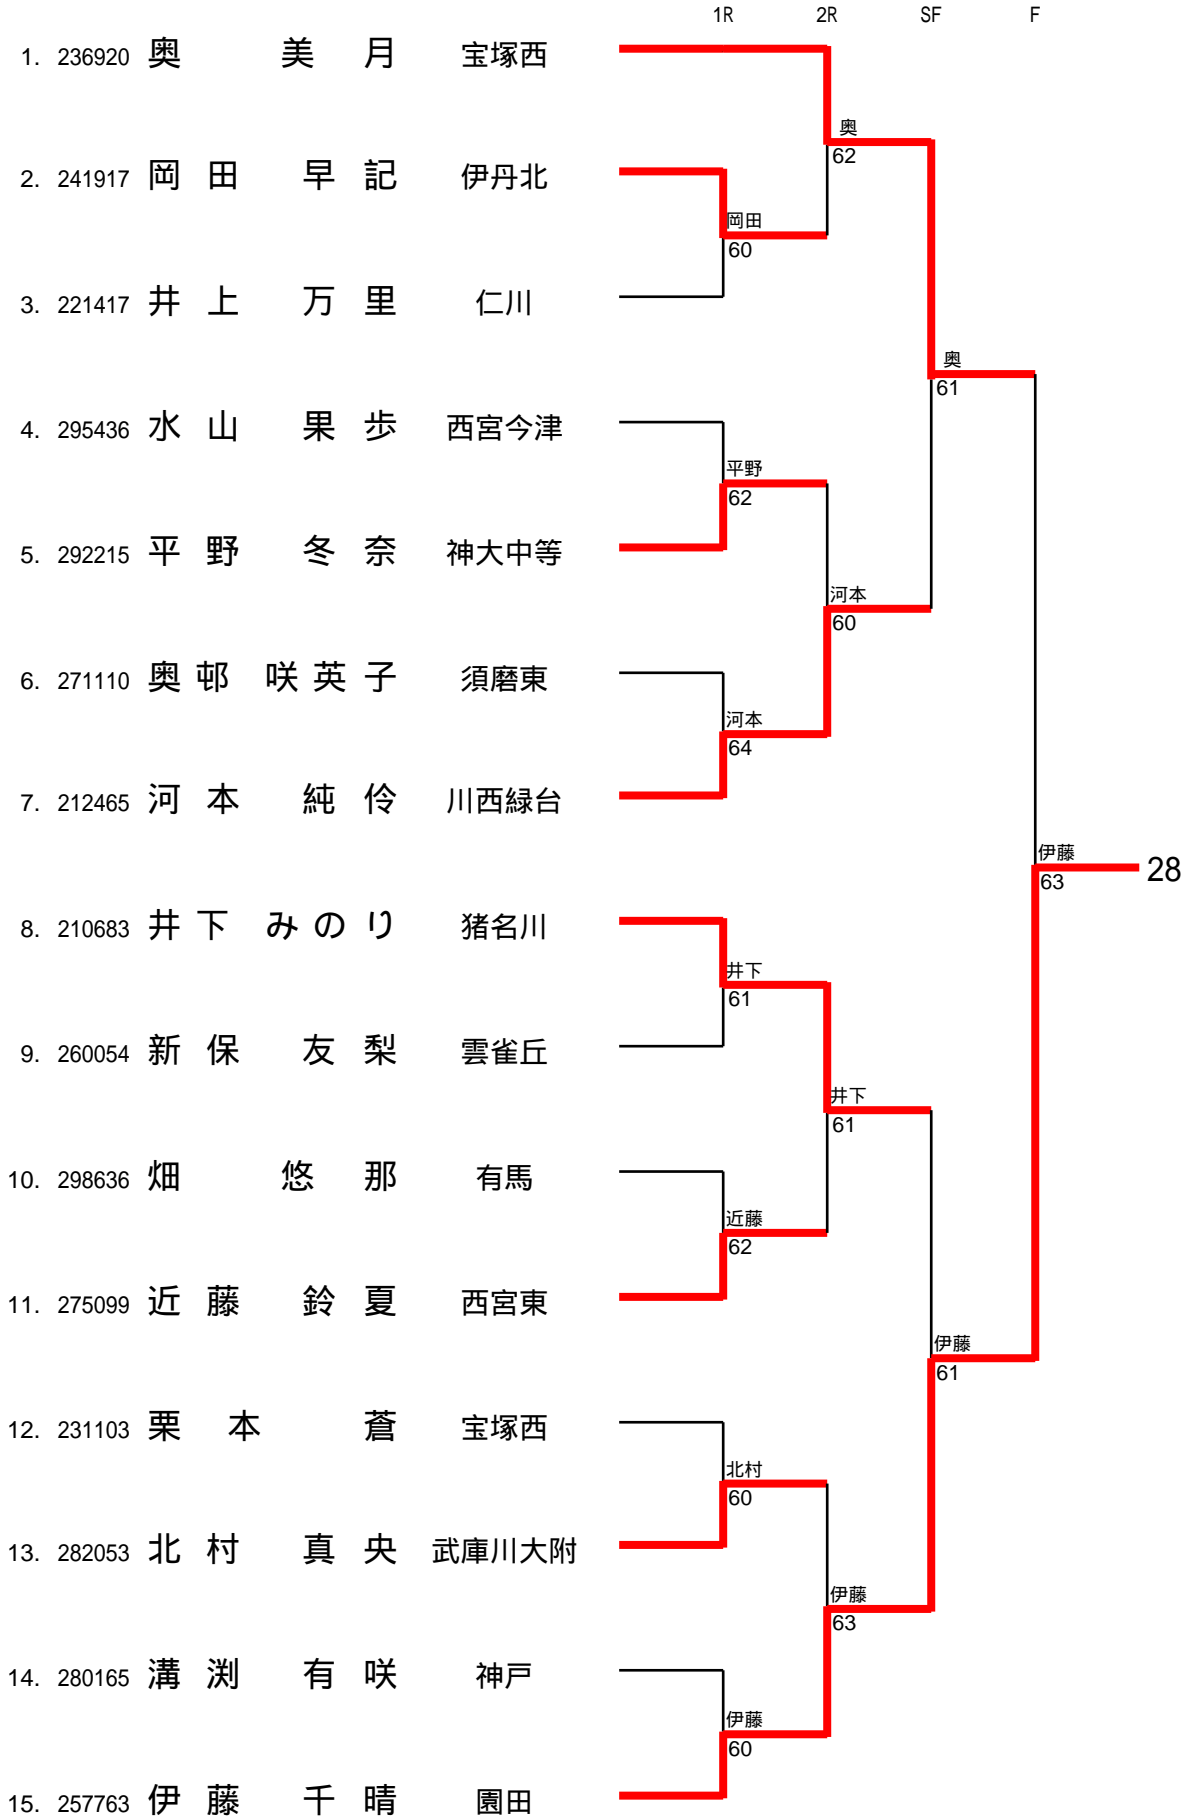 1R 2R SF F
1. 236920 奥 美 月 宝塚西
奥
62
2. 241917 岡 田 早 記 伊丹北
岡田
60
3. 221417 井 上 万 里 仁川
奥
61
4. 295436 水 山 果 歩 西宮今津
平野
62
5. 292215 平 野 冬 奈 神大中等
河本
60
6. 271110 奥 邨 咲 英 子 須磨東
河本
64
7. 212465 河 本 純 伶 川西緑台
伊藤
63 28
8. 210683 井 下 み の り 猪名川
井下
61
9. 260054 新 保 友 梨 雲雀丘
井下
61
10. 298636 畑 悠 那 有馬
近藤
62
11. 275099 近 藤 鈴 夏 西宮東
伊藤
61
12. 231103 栗 本 蒼 宝塚西
北村
60
13. 282053 北 村 真 央 武庫川大附
伊藤
63
14. 280165 溝 渕 有 咲 神戸
伊藤
60
15. 257763 伊 藤 千 晴 園田